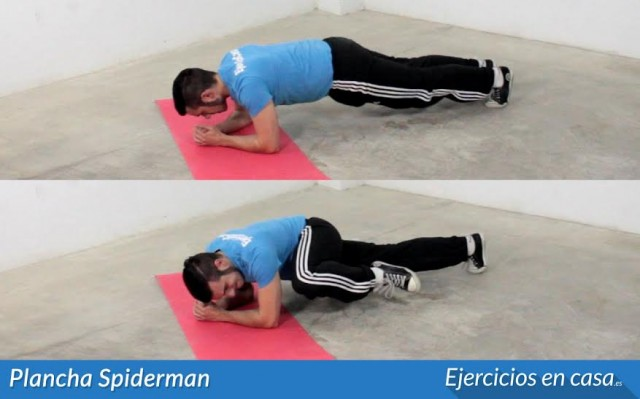 Plancha Spiderman
Ejercicios en casa.es